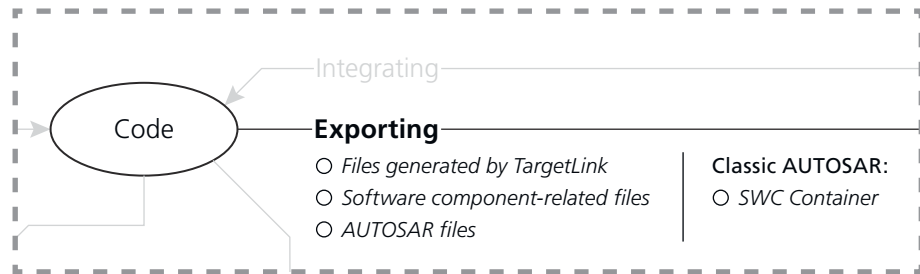 Integrating
Code
Exporting
Files generated by TargetLink
Software component-related files
AUTOSAR files
Classic AUTOSAR:
SWC Container